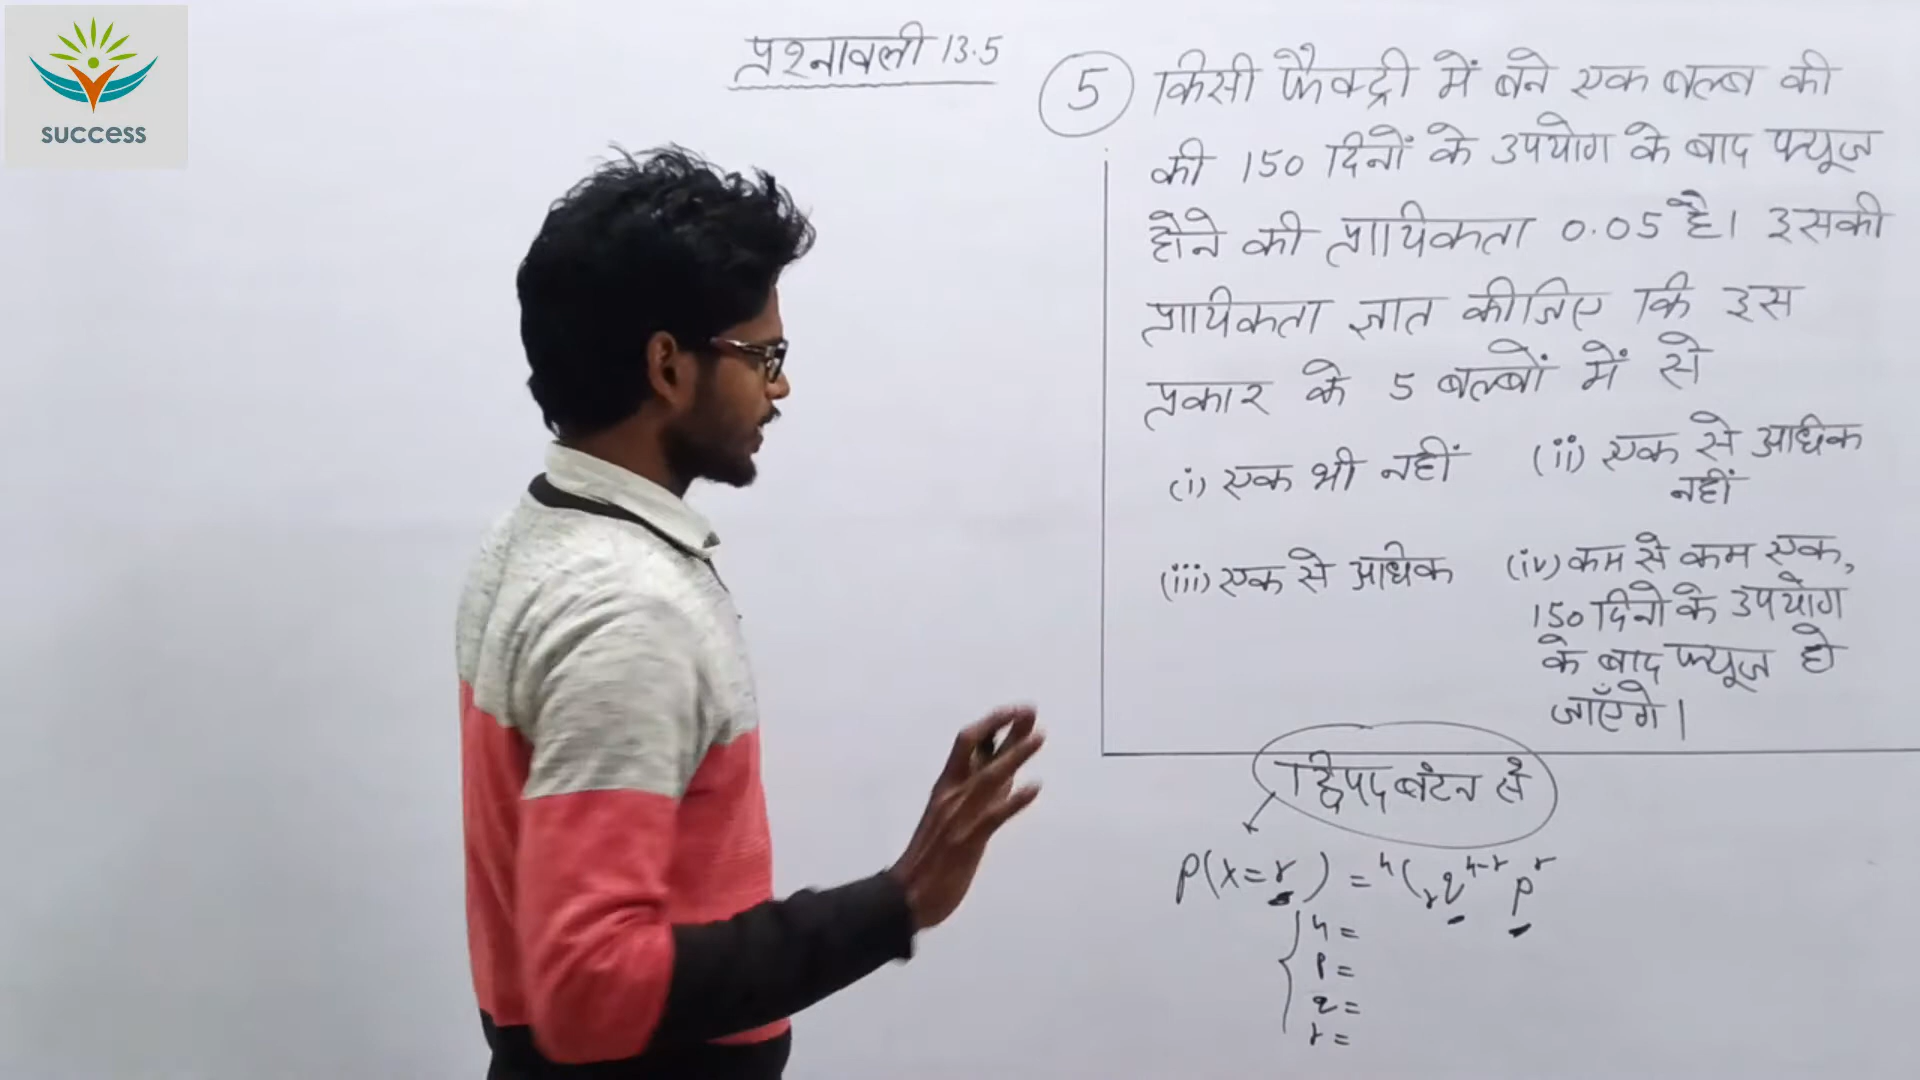 success
प्रश्नावली 13.5
5 किसी फैक्ट्री में बने एक बल्ब की
की 150 दिनों के उपयोग के बाद फ्यूज
होने की प्रायिकता 0.05 है। इसकी
प्रायिकता ज्ञात कीजिए कि इस
प्रकार के 5 बल्बों में से
(i) एक भी नहीं (ii) एक से अधिक
नहीं
(iii) एक से अधिक (iv) कम से कम एक,
150 दिनो के उपयोग
के बाद फ्यूज हो
जाएँगे।
द्विपद बंटन से
P(x=r) = ⁿCᵣ qⁿ⁻ʳ pʳ
n =
p =
q =
r =